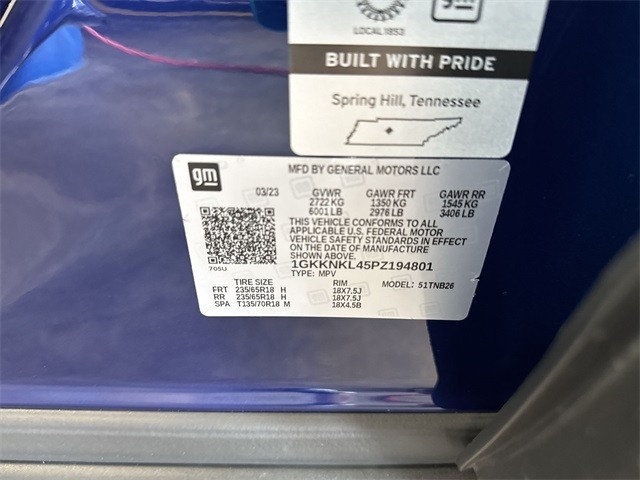 LOCAL 1853
gm
BUILT WITH PRIDE
Spring Hill, Tennessee
gm
MFD BY GENERAL MOTORS LLC
03/23 GVWR GAWR FRT GAWR RR
2722 KG 1350 KG 1545 KG
6001 LB 2976 LB 3406 LB
THIS VEHICLE CONFORMS TO ALL
APPLICABLE U.S. FEDERAL MOTOR
VEHICLE SAFETY STANDARDS IN EFFECT
ON THE DATE OF MANUFACTURE
SHOWN ABOVE.
705U
1GKKNKL45PZ194801
TYPE: MPV
TIRE SIZE RIM MODEL: 51TNB26
FRT 235/65R18 H 18X7.5J
RR 235/65R18 H 18X7.5J
SPA T135/70R18 M 18X4.5B